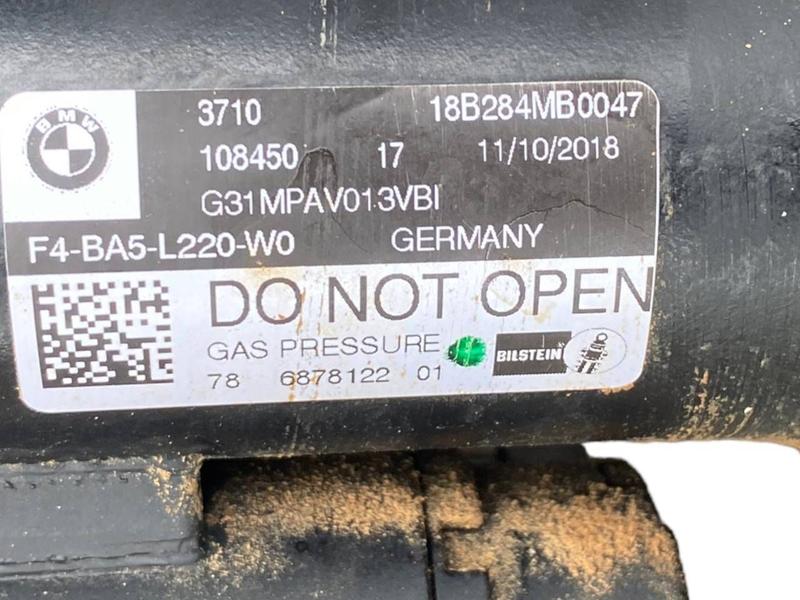 BMW
3710 18B284MB0047
108450 17 11/10/2018
G31MPAV013VBI
F4-BA5-L220-W0 GERMANY
DO NOT OPEN
GAS PRESSURE BILSTEIN
78 6878122 01